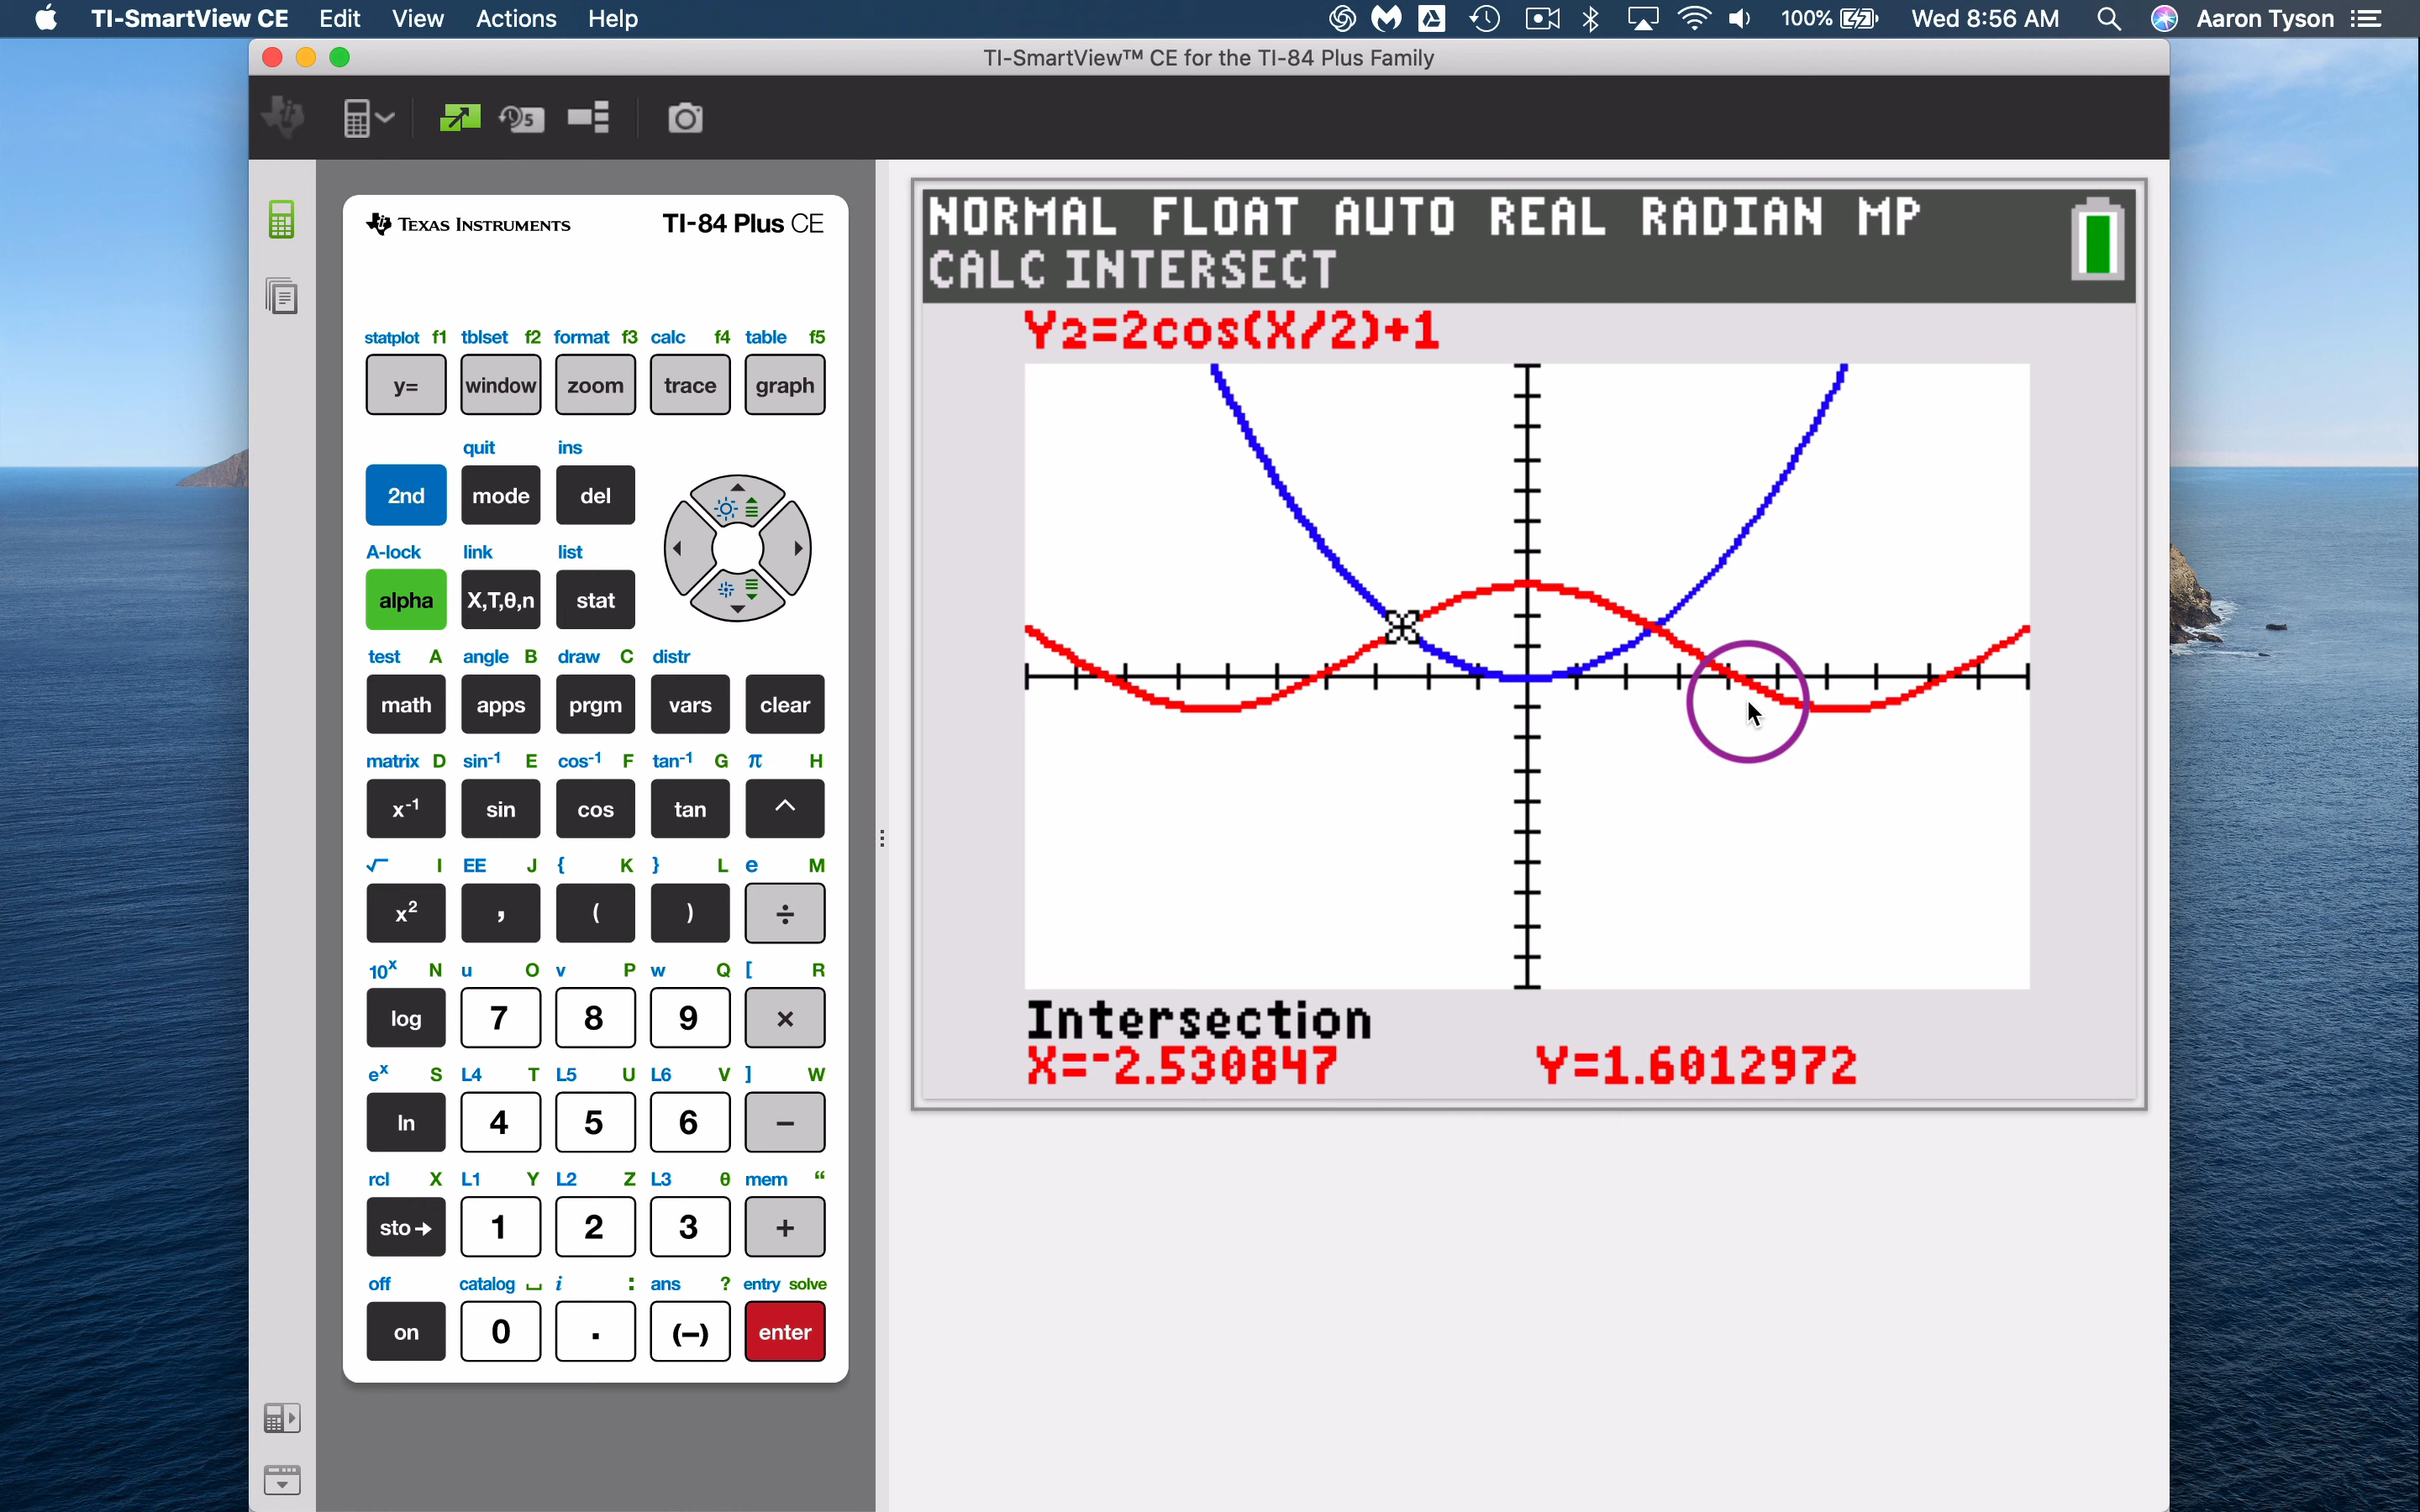 TI-SmartView CE Edit View Actions Help 100% Wed 8:56 AM Aaron Tyson
TI-SmartView™ CE for the TI-84 Plus Family
5
TEXAS INSTRUMENTS TI-84 Plus CE
statplot f1 tblset f2 format f3 calc f4 table f5
y= window zoom trace graph
quit ins
2nd mode del
A-lock link list
alpha X,T,θ,n stat
test A angle B draw C distr
math apps prgm vars clear
matrix D sin⁻¹ E cos⁻¹ F tan⁻¹ G π H
x⁻¹ sin cos tan ^
√ I EE J { K } L e M
x² , ( ) ÷
10ˣ N u O v P w Q [ R
log 7 8 9 ×
eˣ S L4 T L5 U L6 V ] W
ln 4 5 6 −
rcl X L1 Y L2 Z L3 θ mem “
sto→ 1 2 3 +
off catalog ⎵ i : ans ? entry solve
on 0 . (−) enter
NORMAL FLOAT AUTO REAL RADIAN MP
CALC INTERSECT
Y₂=2cos(X/2)+1
Intersection
X=⁻2.530847 Y=1.6012972